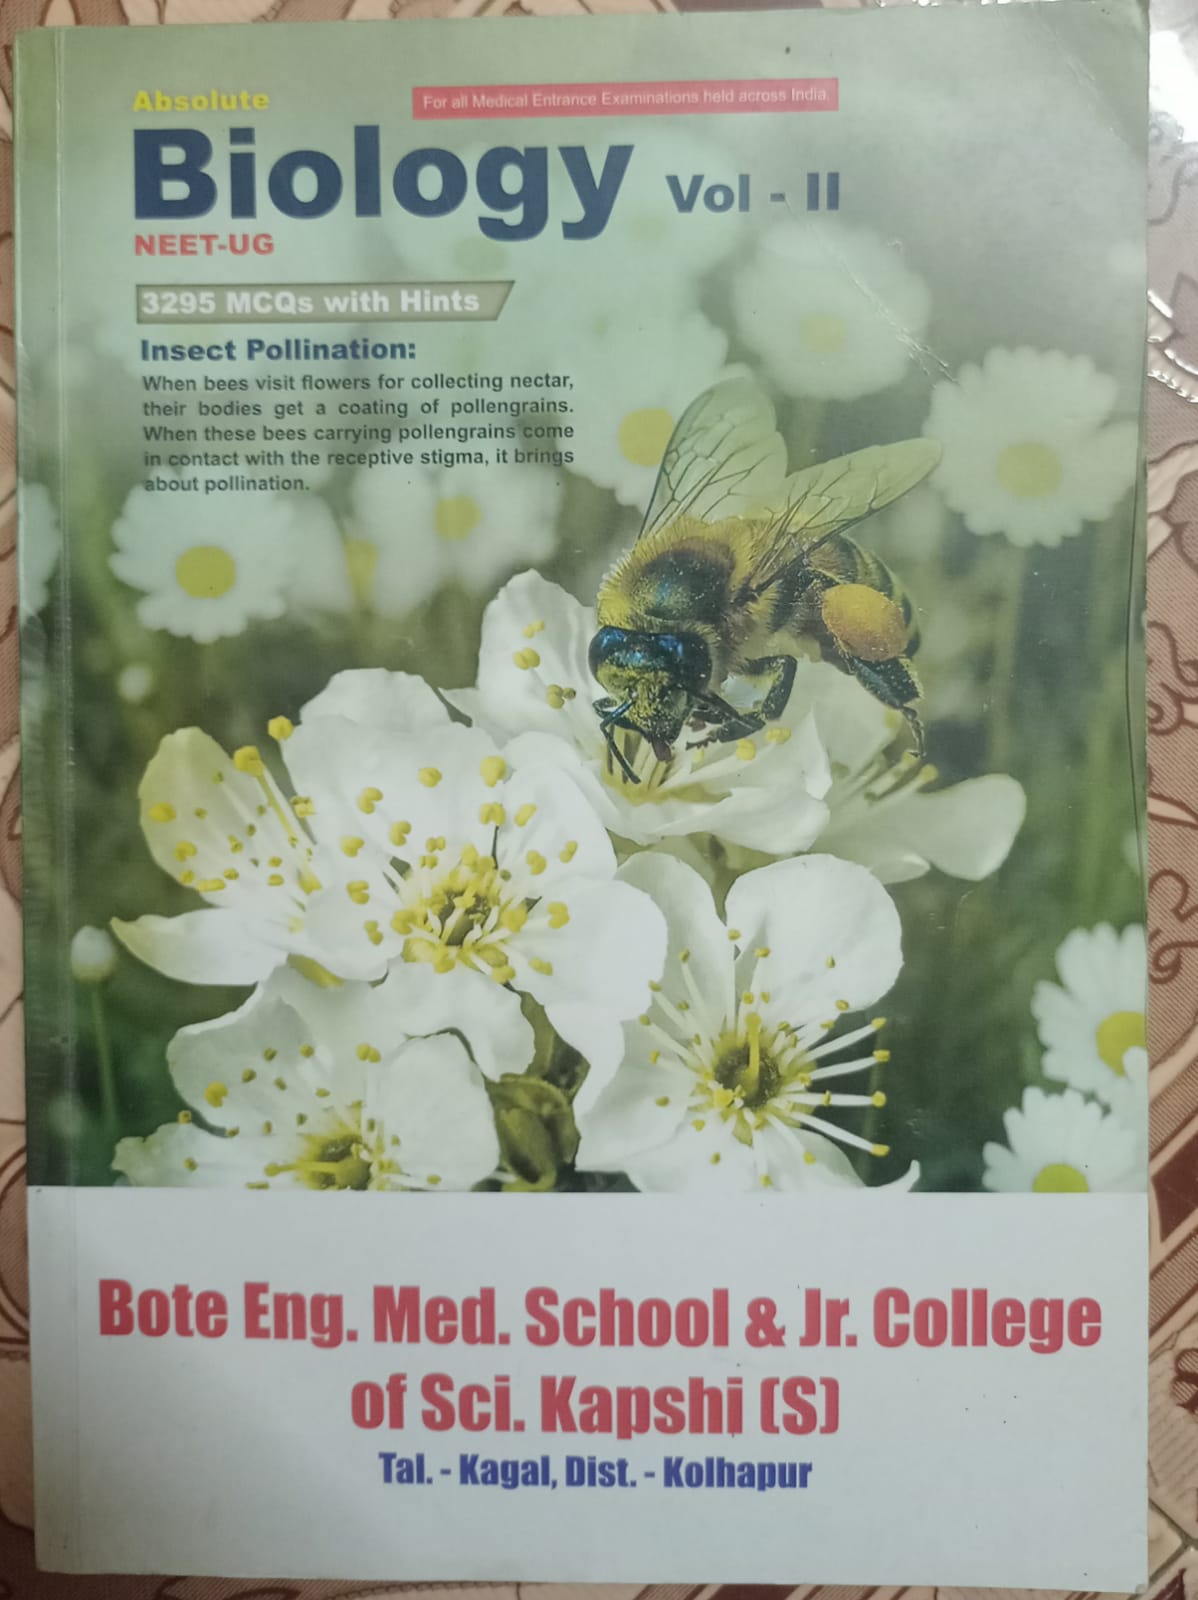 Absolute
For all Medical Entrance Examinations held across India.
Biology Vol - II
NEET-UG
3295 MCQs with Hints
Insect Pollination:
When bees visit flowers for collecting nectar,
their bodies get a coating of pollengrains.
When these bees carrying pollengrains come
in contact with the receptive stigma, it brings
about pollination.
Bote Eng. Med. School & Jr. College
of Sci. Kapshi (S)
Tal. - Kagal, Dist. - Kolhapur